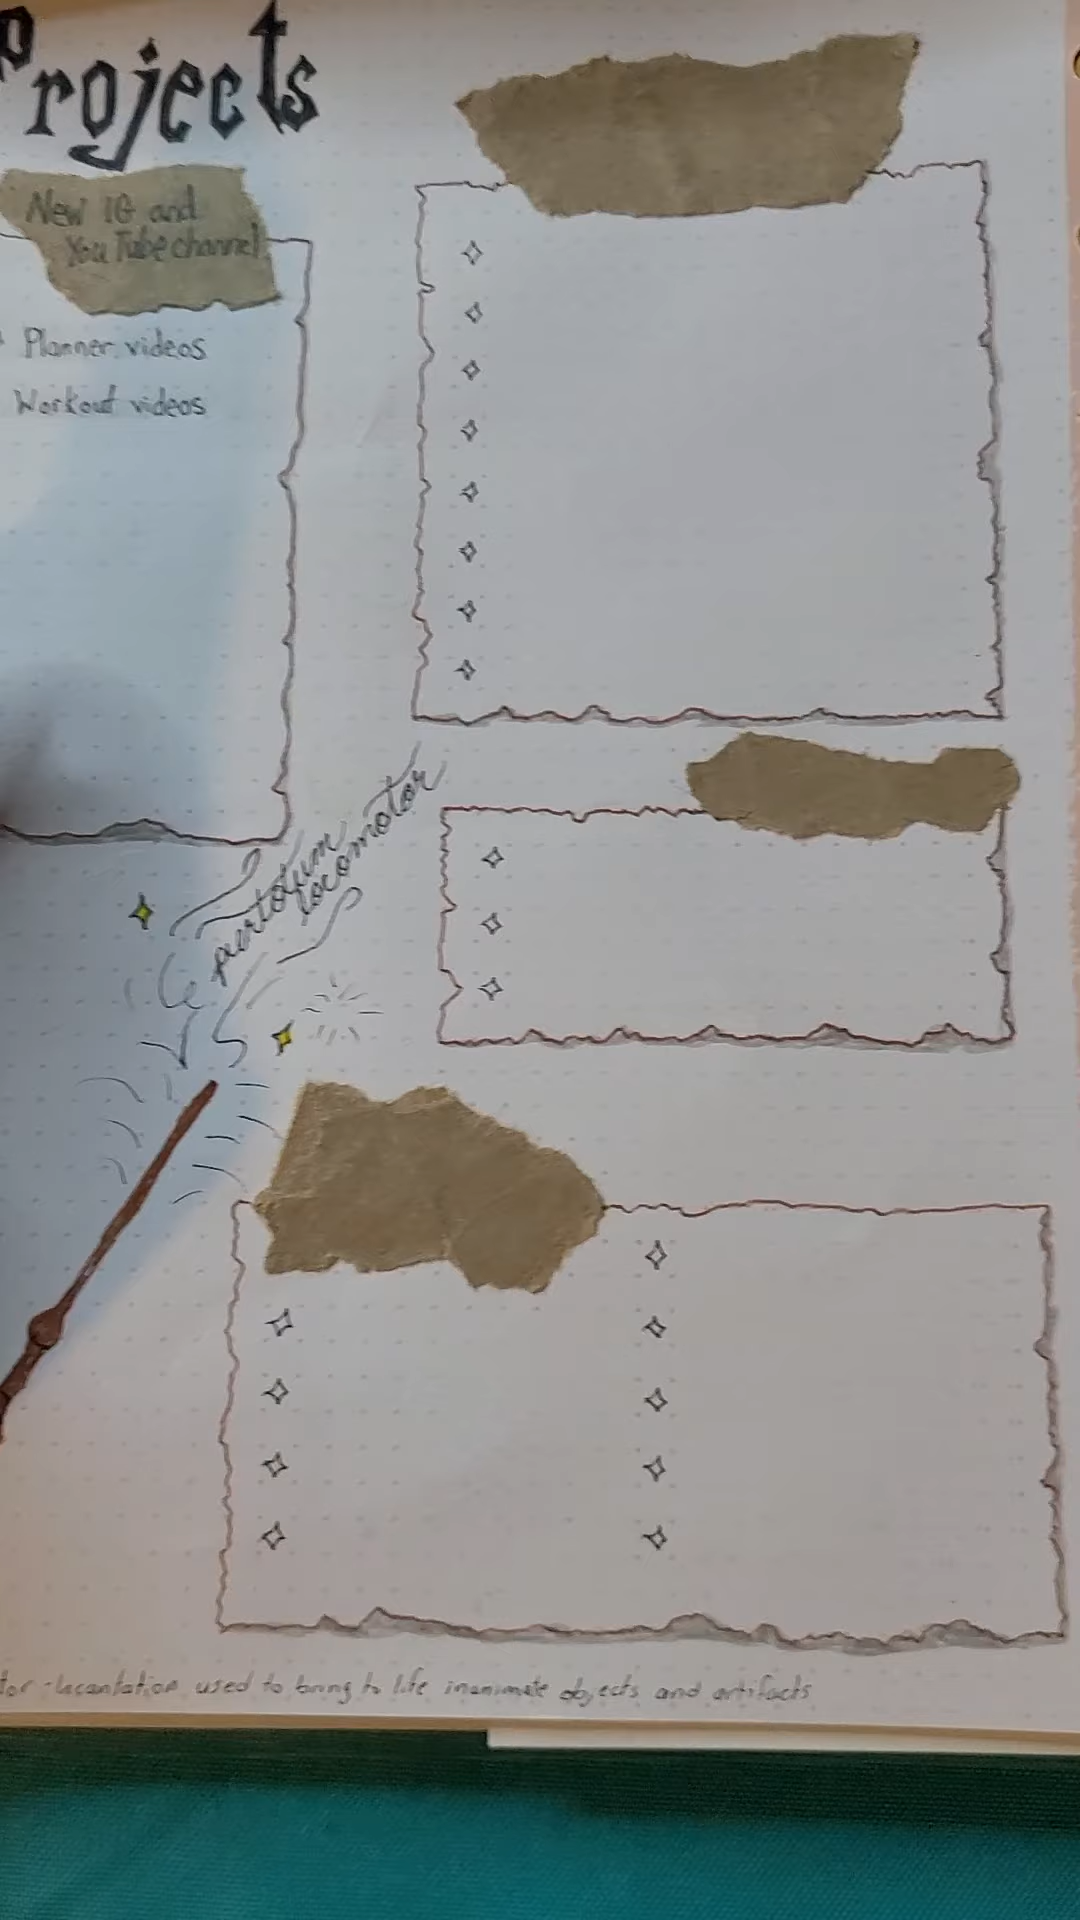 Projects
New IG and
YouTube channel
Planner videos
Workout videos
piertotum
locomotor
tor - Incantation used to bring to life inanimate objects and artifacts